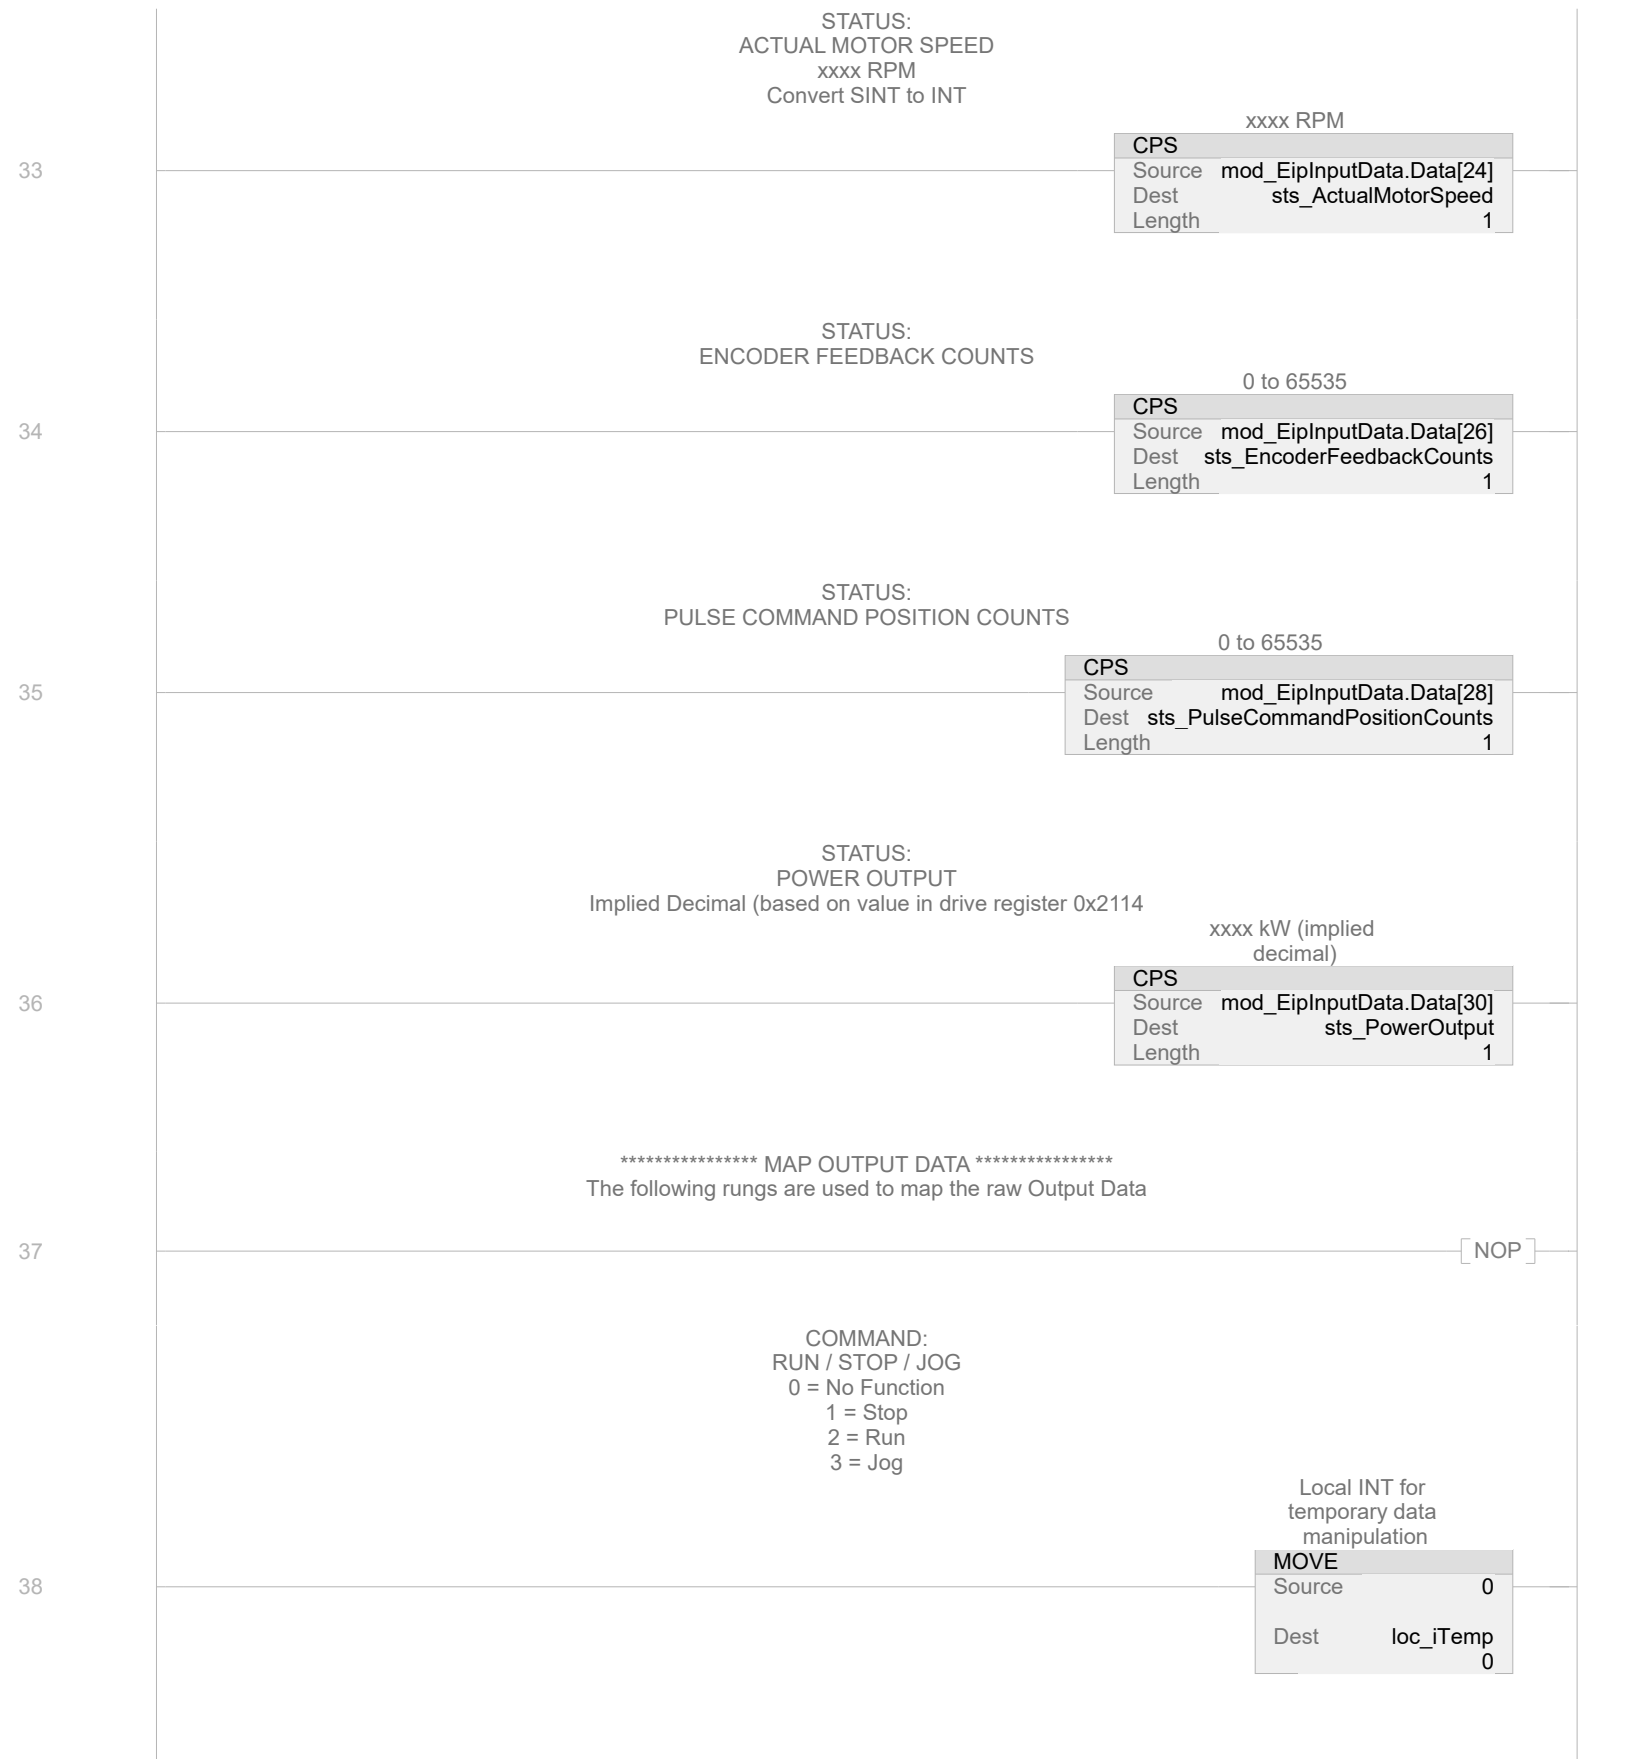 STATUS:
ACTUAL MOTOR SPEED
xxxx RPM
Convert SINT to INT
xxxx RPM
CPS
33
Source mod_EipInputData.Data[24]
Dest sts_ActualMotorSpeed
Length 1
STATUS:
ENCODER FEEDBACK COUNTS
0 to 65535
CPS
34
Source mod_EipInputData.Data[26]
Dest sts_EncoderFeedbackCounts
Length 1
STATUS:
PULSE COMMAND POSITION COUNTS
0 to 65535
CPS
35
Source mod_EipInputData.Data[28]
Dest sts_PulseCommandPositionCounts
Length 1
STATUS:
POWER OUTPUT
Implied Decimal (based on value in drive register 0x2114
xxxx kW (implied
decimal)
CPS
36
Source mod_EipInputData.Data[30]
Dest sts_PowerOutput
Length 1
**************** MAP OUTPUT DATA ****************
The following rungs are used to map the raw Output Data
37
NOP
COMMAND:
RUN / STOP / JOG
0 = No Function
1 = Stop
2 = Run
3 = Jog
Local INT for
temporary data
manipulation
MOVE
38
Source 0
Dest loc_iTemp
0